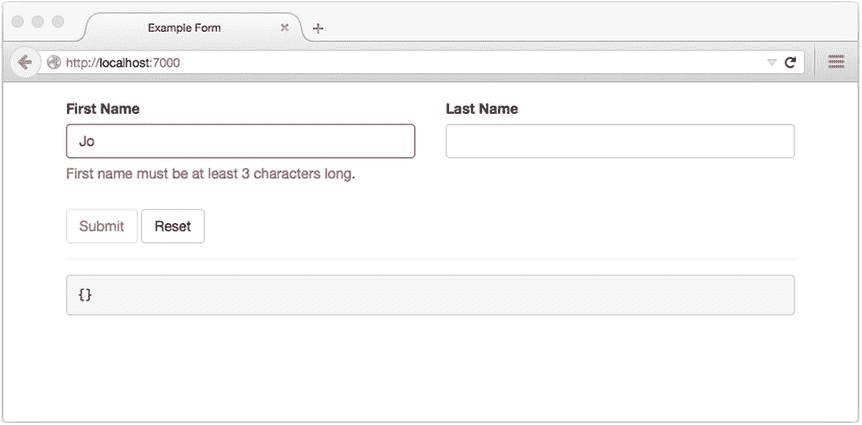 Example Form
http://localhost:7000
First Name
Last Name
Jo
First name must be at least 3 characters long.
Submit Reset
{}